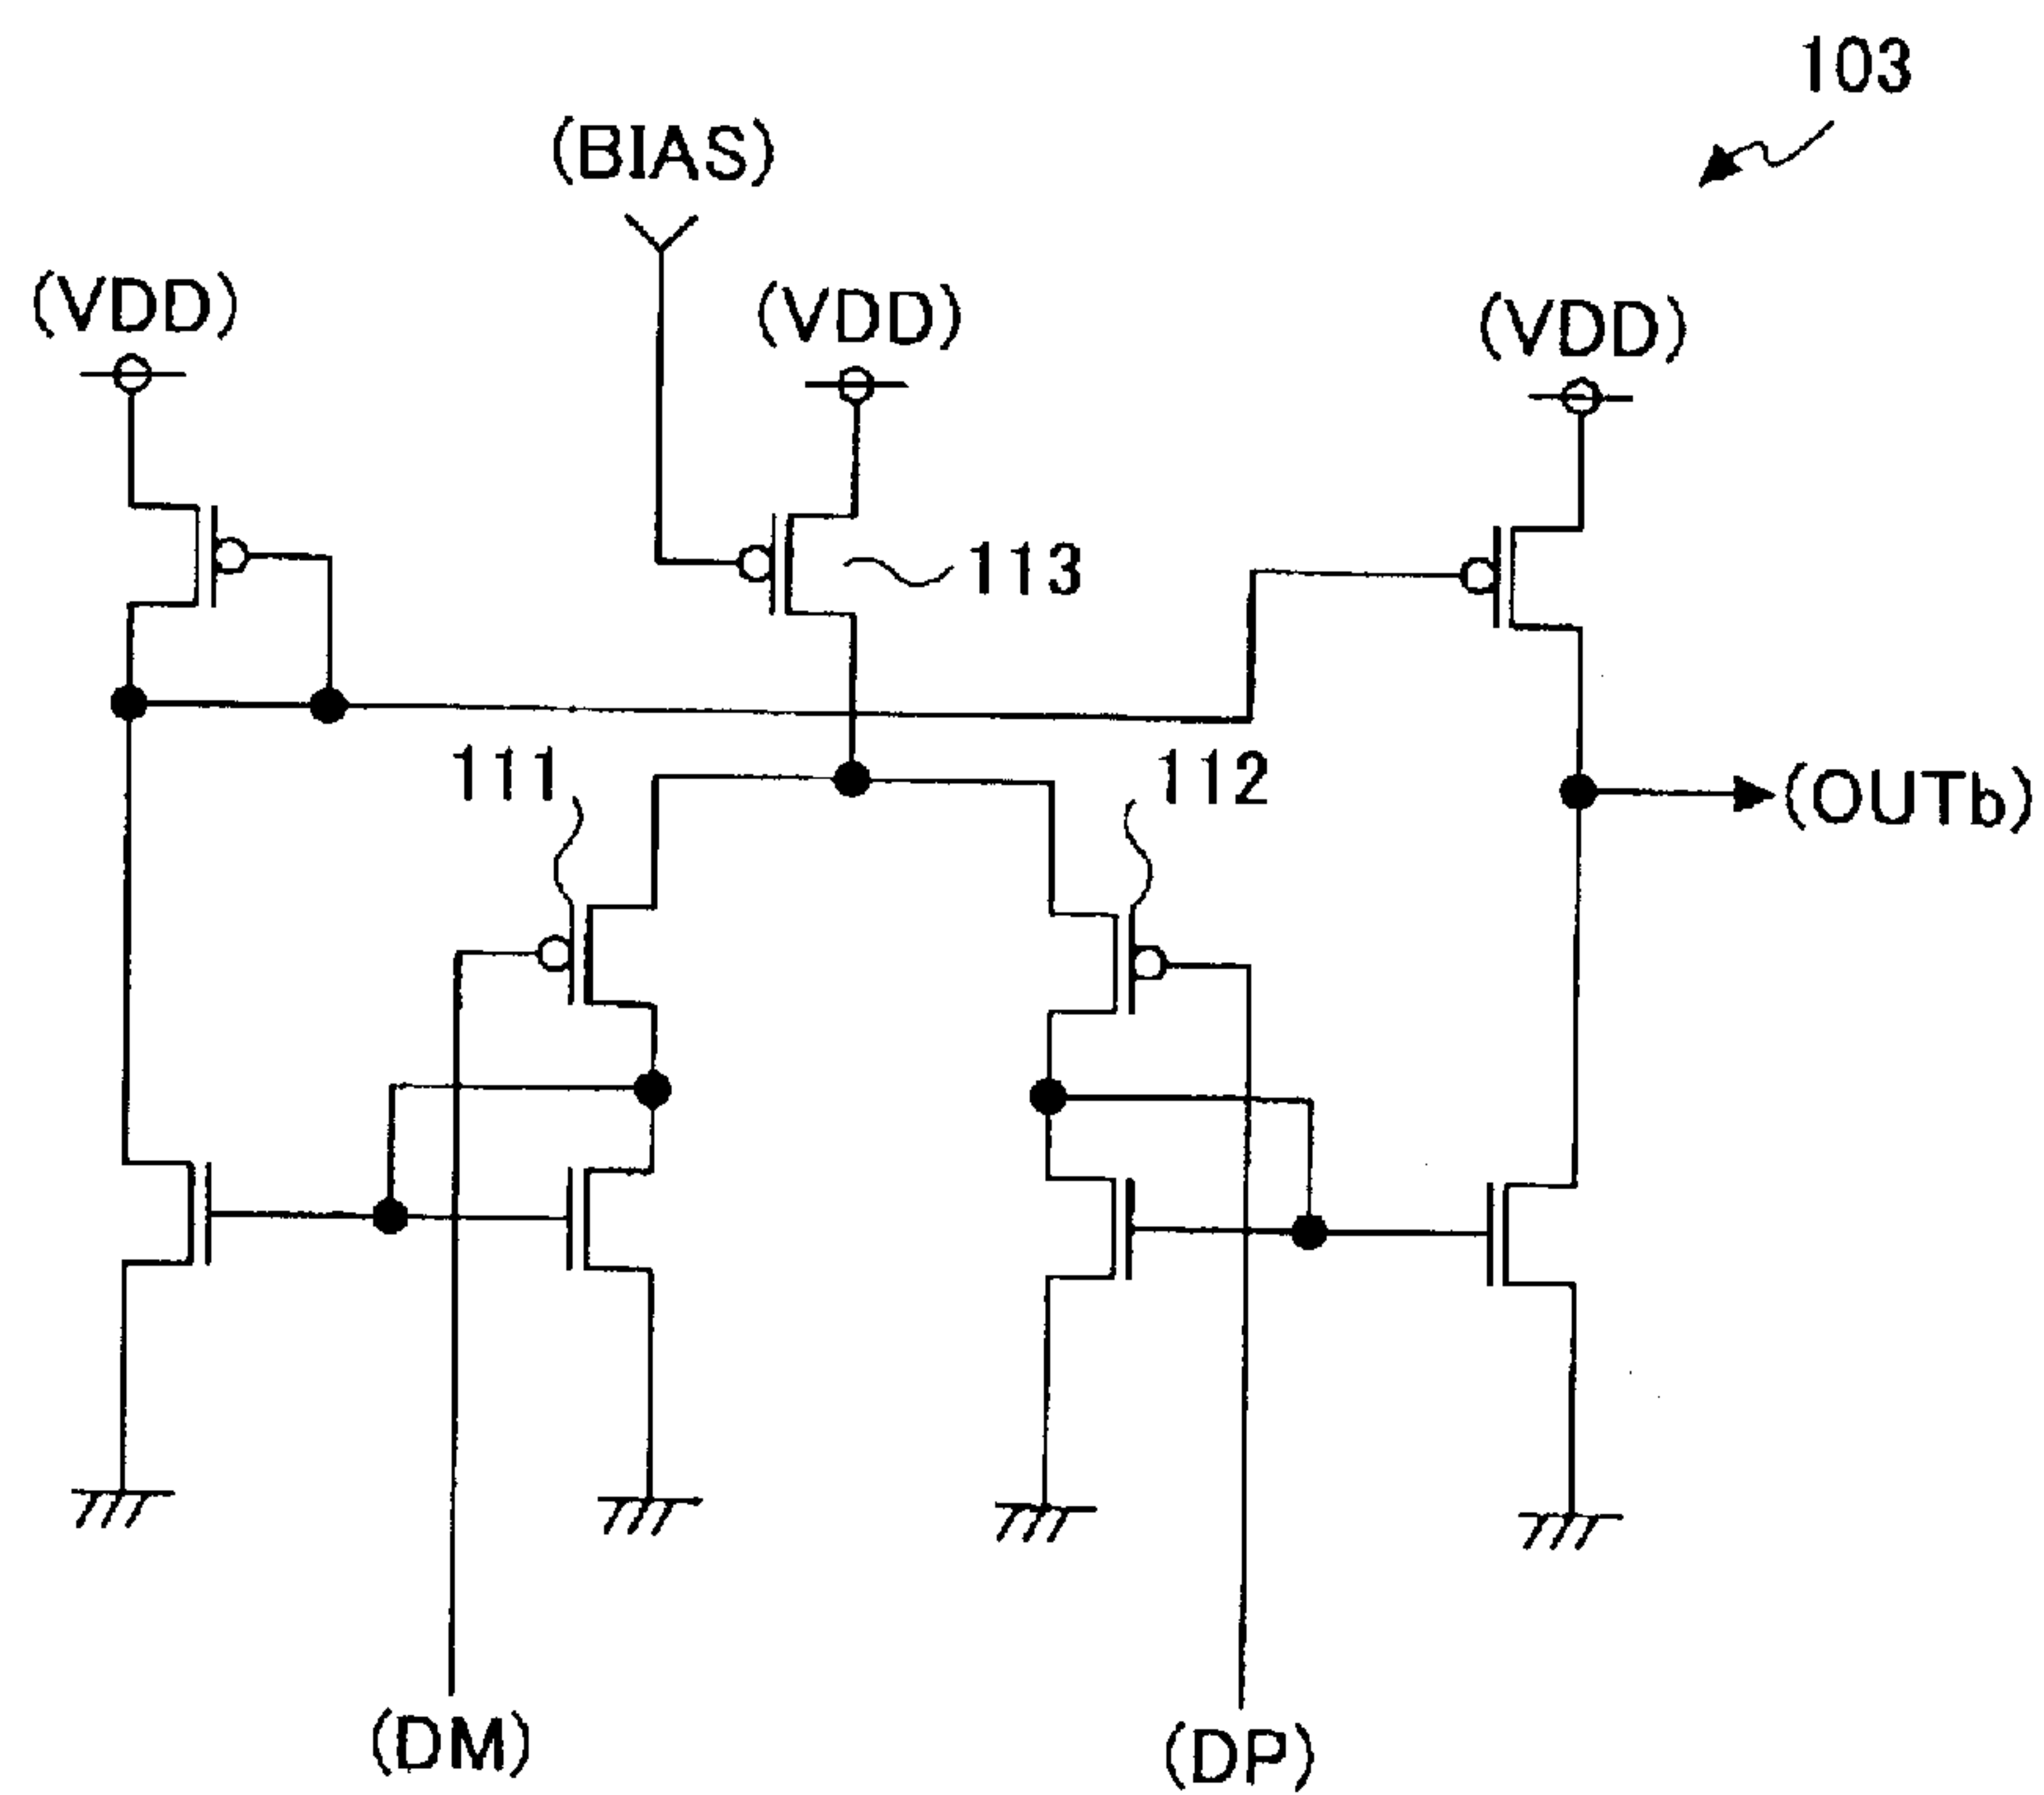 103
(BIAS)
(VDD)
(VDD)
(VDD)
113
111
112
(OUTb)
(DM)
(DP)